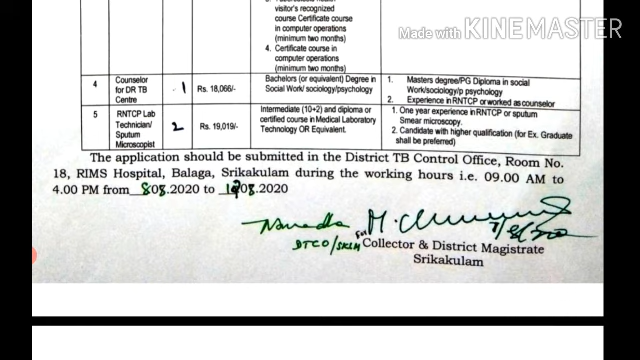 Made with KINEMASTER
3. Tuberculosis health
visitor's recognized
course Certificate course
in computer operations
(minimum two months)
4. Certificate course in
computer operations
(minimum two months)
4 Counselor for DR TB Centre 1 Rs. 18,066/- Bachelors (or equivalent) Degree in Social Work/ sociology/psychology 1. Masters degree/PG Diploma in social Work/sociology/p psychology
2. Experience in RNTCP or worked as counselor
5 RNTCP Lab Technician/ Sputum Microscopist 2 Rs. 19,019/- Intermediate (10+2) and diploma or certified course in Medical Laboratory Technology OR Equivalent. 1. One year experience in RNTCP or sputum Smear microscopy.
2. Candidate with higher qualification (for Ex. Graduate shall be preferred)
The application should be submitted in the District TB Control Office, Room No.
18, RIMS Hospital, Balaga, Srikakulam during the working hours i.e. 09.00 AM to
4.00 PM from 8.08.2020 to .08.2020
DTCO/SKLM
Collector & District Magistrate
Srikakulam